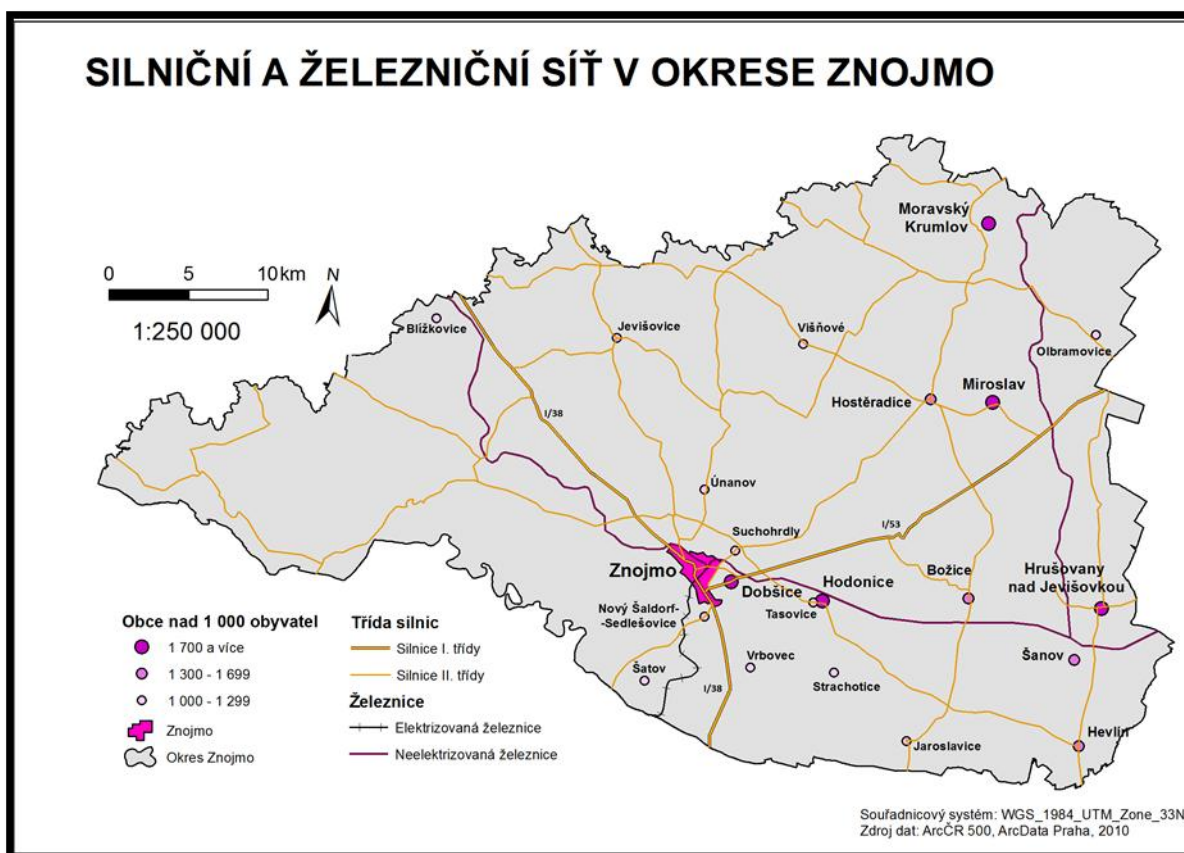 SILNIČNÍ A ŽELEZNIČNÍ SÍŤ V OKRESE ZNOJMO
0 5 10 km N
1:250 000
Moravský
Krumlov
Blížkovice
Jevišovice
Višňové
Olbramovice
Miroslav
Hostěradice
I/38
Únanov
I/53
Suchohrdly
Znojmo
Dobšice
Hodonice
Božice
Hrušovany
nad Jevišovkou
Tasovice
Nový Šaldorf-
-Sedlešovice
Šatov
Vrbovec
Strachotice
Šanov
I/38
Jaroslavice
Hevlín
Obce nad 1 000 obyvatel
1 700 a více
1 300 - 1 699
1 000 - 1 299
Znojmo
Okres Znojmo
Třída silnic
Silnice I. třídy
Silnice II. třídy
Železnice
Elektrizovaná železnice
Neelektrizovaná železnice
Souřadnicový systém: WGS_1984_UTM_Zone_33N
Zdroj dat: ArcČR 500, ArcData Praha, 2010